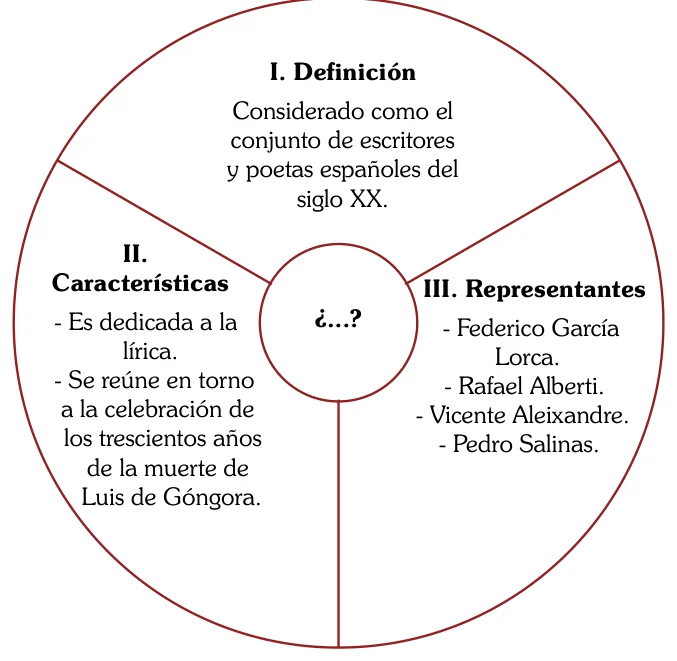 I. Definición
Considerado como el
conjunto de escritores
y poetas españoles del
siglo XX.
II.
Característícas
- Es dedicada a la
lírica.
- Se reúne en torno
a la celebración de
los trescientos años
de la muerte de
Luis de Góngora.
¿...?
III. Representantes
- Federico García
Lorca.
- Rafael Alberti.
- Vicente Aleixandre.
- Pedro Salinas.